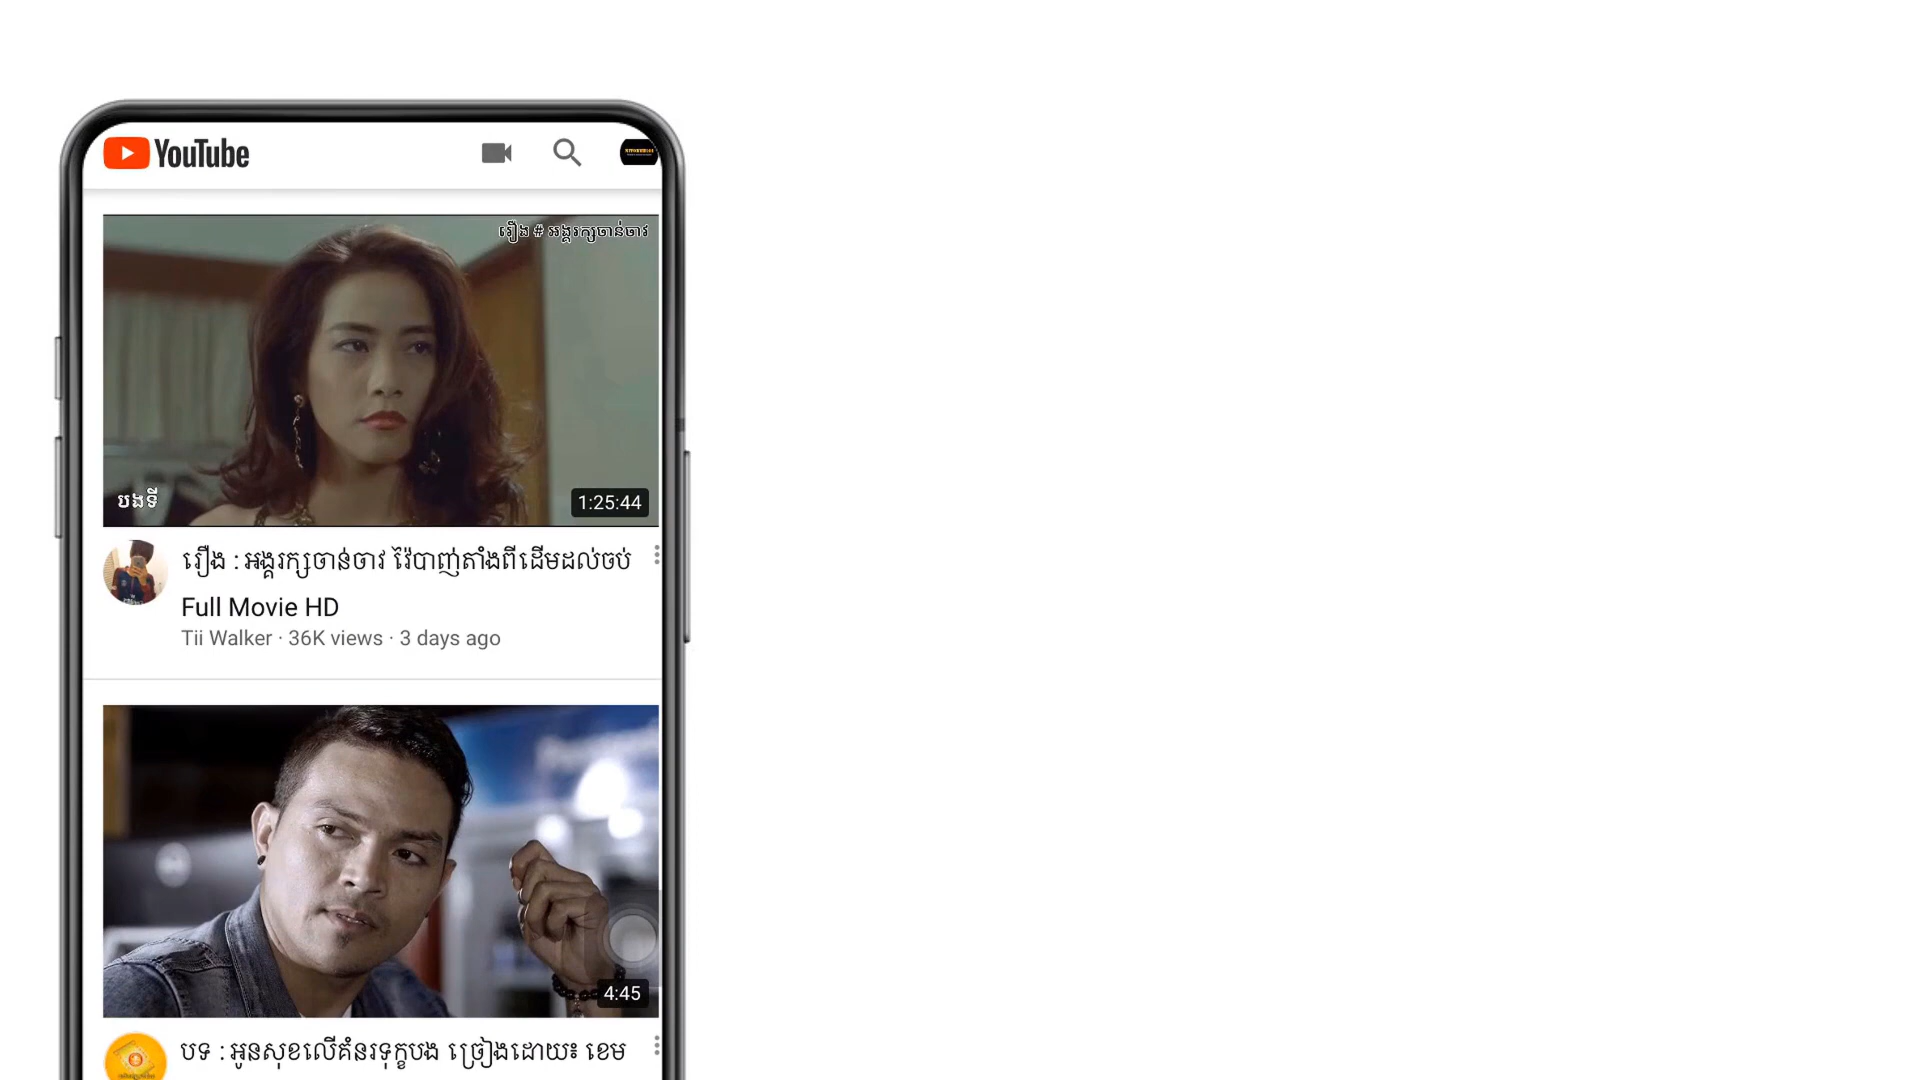 YouTube
រឿង # អង្គរក្សចាន់ចាវ
បងទី
1:25:44
រឿង : អង្គរក្សចាន់ចាវ វ៉ៃបាញ់តាំងពីដើមដល់ចប់
Full Movie HD
Tii Walker · 36K views · 3 days ago
4:45
បទ : អូនសុខលើគំនរទុក្ខបង ច្រៀងដោយ៖ ខេម